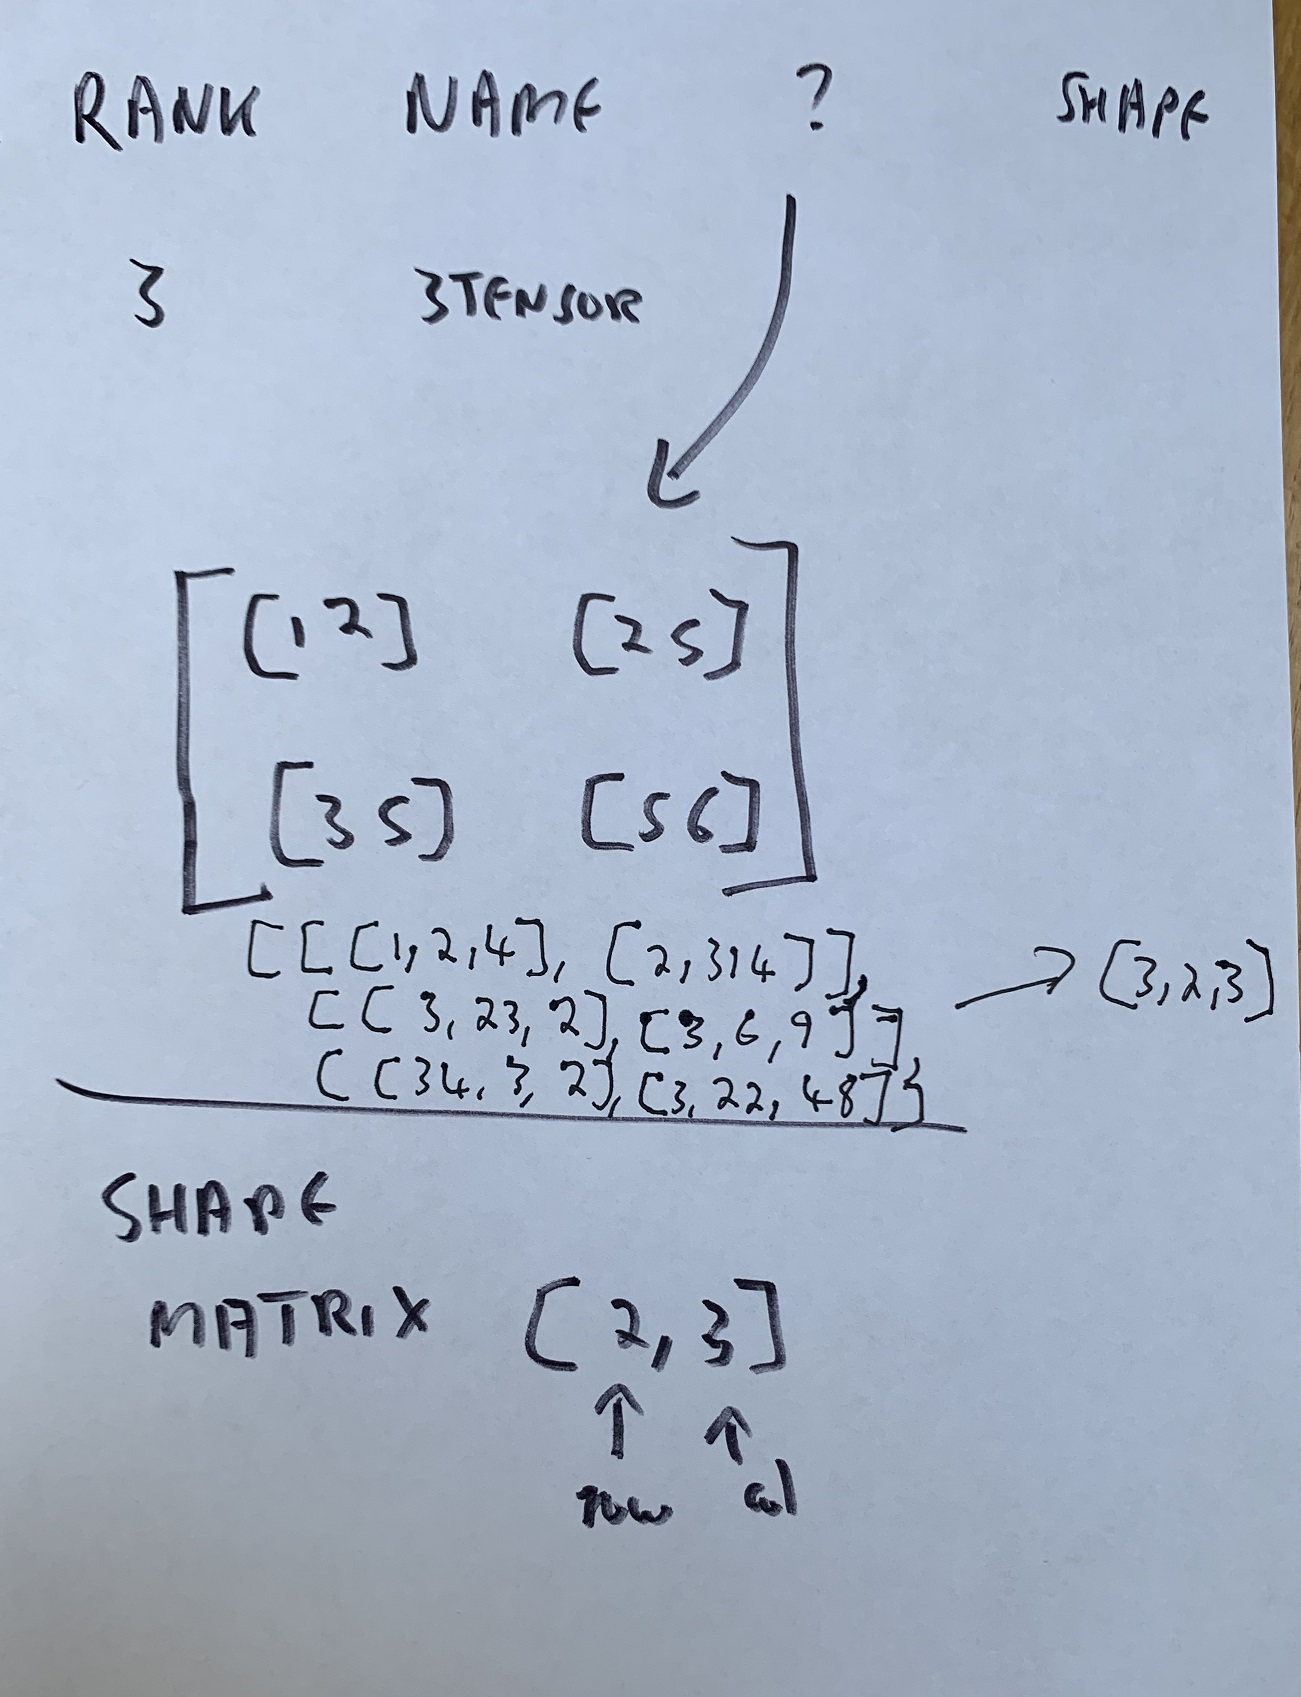 RANK NAME ? SHAPE
3 3TENSOR
[1 2] [2 5]
[3 5] [5 6]
[[[1,2,4], [2,314]],
[[3,23,2],[3,6,9]], → [3,2,3]
[[34,3,2],[3,22,48]]
SHAPE
MATRIX [2,3]
↑ ↑
row col